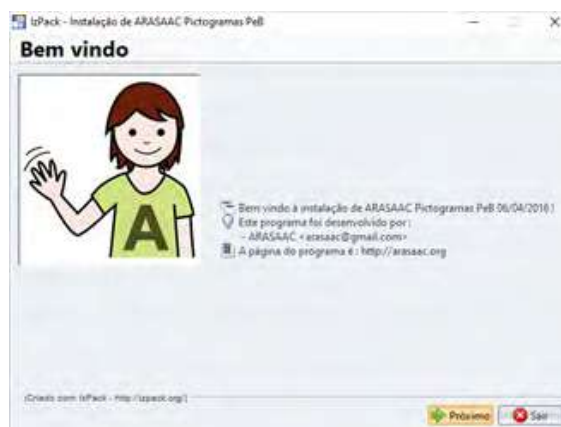 IzPack - Instalação de ARASAAC Pictogramas PeB
Bem vindo
A
Bem vindo à instalação de ARASAAC Pictogramas PeB 06/04/2016!
Este programa foi desenvolvido por:
- ARASAAC <arasaac@gmail.com>
A página do programa é: http://arasaac.org
(Criado com IzPack - http://izpack.org/)
Próximo
Sair